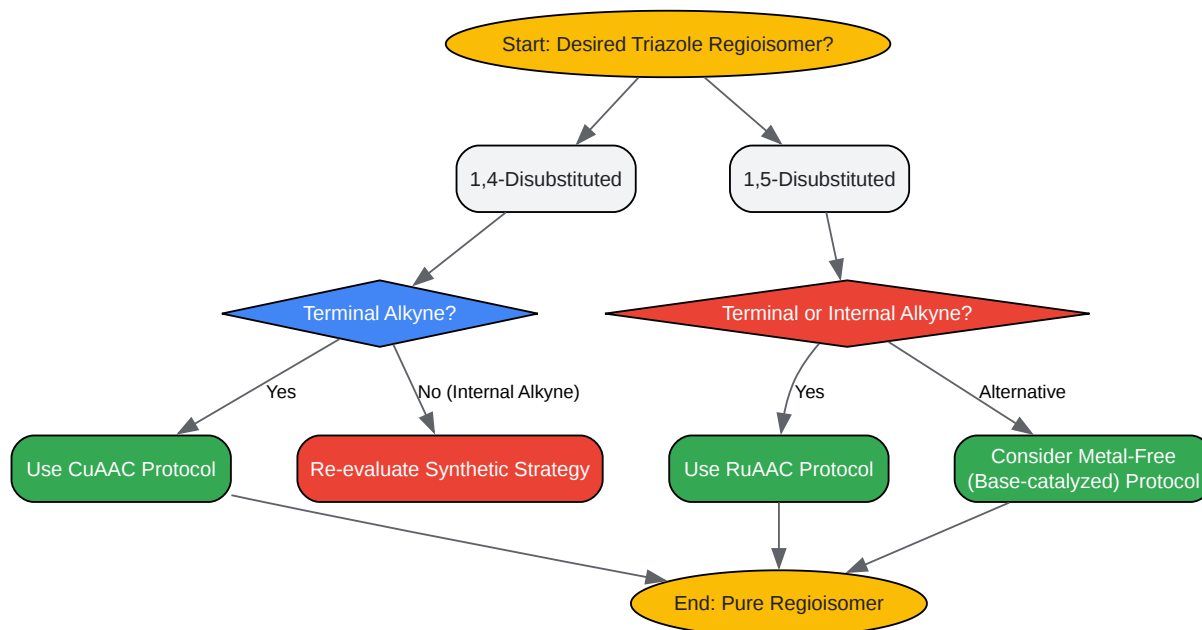 Start: Desired Triazole Regioisomer?
1,4-Disubstituted
1,5-Disubstituted
Terminal Alkyne?
Terminal or Internal Alkyne?
Yes
No (Internal Alkyne)
Yes
Alternative
Use CuAAC Protocol
Re-evaluate Synthetic Strategy
Use RuAAC Protocol
Consider Metal-Free
(Base-catalyzed) Protocol
End: Pure Regioisomer